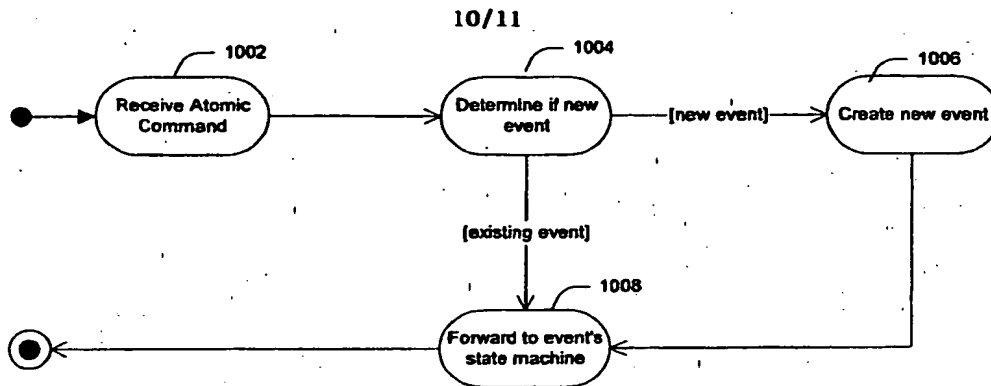 10/11
1002
1004
1006
Receive Atomic
Command
Determine if new
event
[new event]
Create new event
[existing event]
1008
Forward to event's
state machine